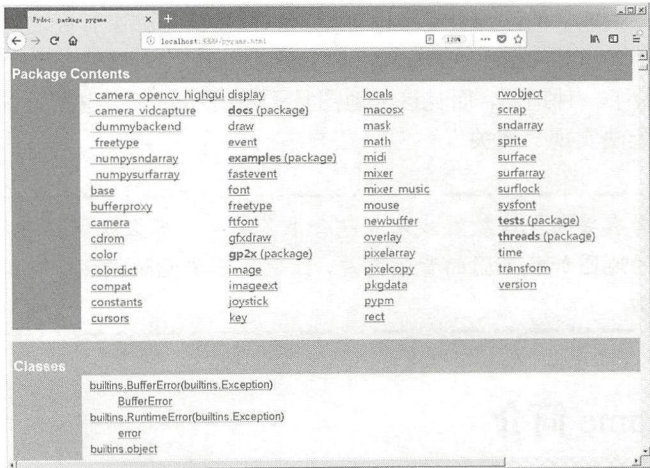 Pydoc: package pygame
120%
Package Contents
_camera_opencv_highgui
_camera_vidcapture
_dummybackend
_freetype
_numpysndarray
_numpysurfarray
base
bufferproxy
camera
cdrom
color
colordict
compat
constants
cursors
display
docs (package)
draw
event
examples (package)
fastevent
font
freetype
ftfont
gfxdraw
gp2x (package)
image
imageext
joystick
key
locals
macosx
mask
math
midi
mixer
mixer_music
mouse
newbuffer
overlay
pixelarray
pixelcopy
pkgdata
pypm
rect
rwobject
scrap
sndarray
sprite
surface
surfarray
surflock
sysfont
tests (package)
threads (package)
time
transform
version
Classes
builtins.BufferError(builtins.Exception)
BufferError
builtins.RuntimeError(builtins.Exception)
error
builtins.object